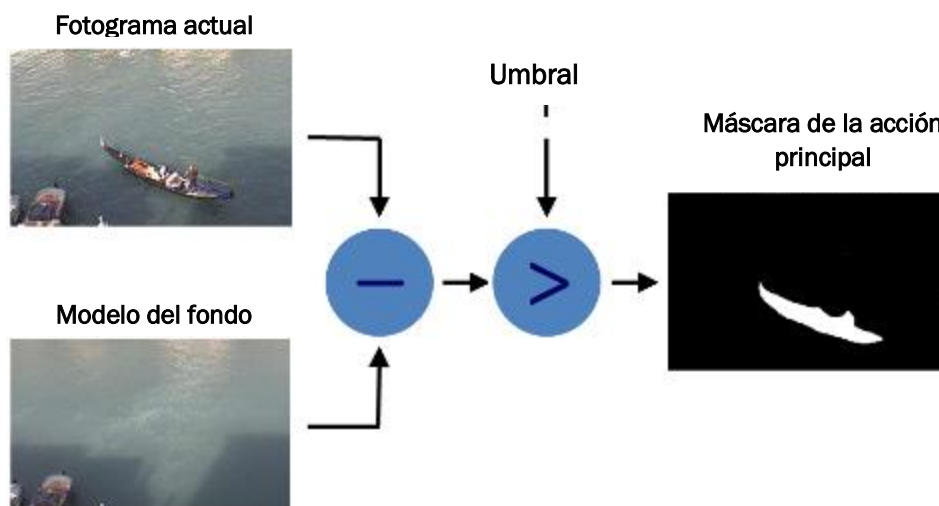 Fotograma actual
Umbral
Máscara de la acción
principal
−
>
Modelo del fondo